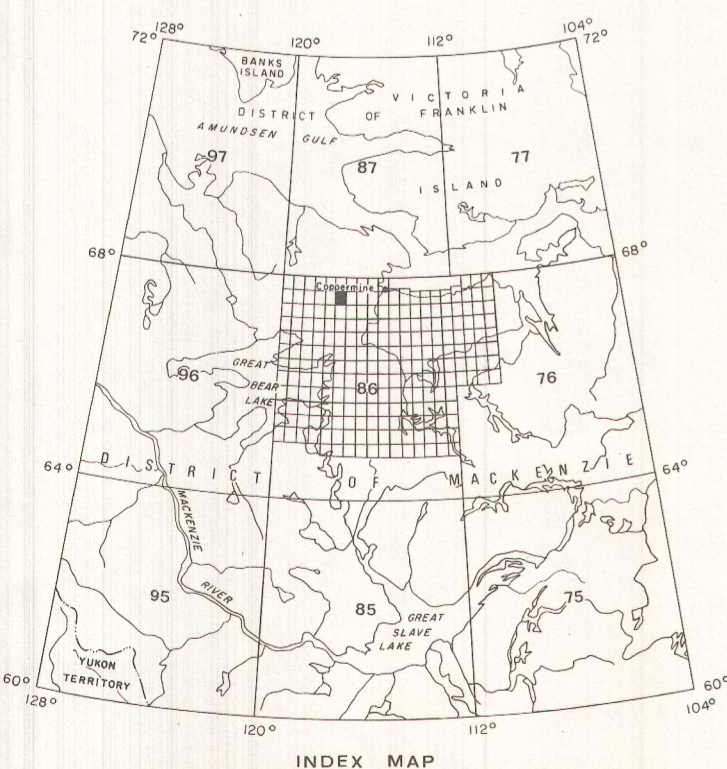 128°
120°
112°
104°
72°
72°
BANKS
ISLAND
VICTORIA
DISTRICT OF FRANKLIN
AMUNDSEN GULF
97
87
77
ISLAND
68°
68°
Coppermine
GREAT
BEAR
LAKE
96
86
76
DISTRICT OF MACKENZIE
64°
64°
MACKENZIE
RIVER
95
85
75
GREAT
SLAVE
LAKE
YUKON
TERRITORY
60°
60°
128°
104°
120°
112°
INDEX MAP